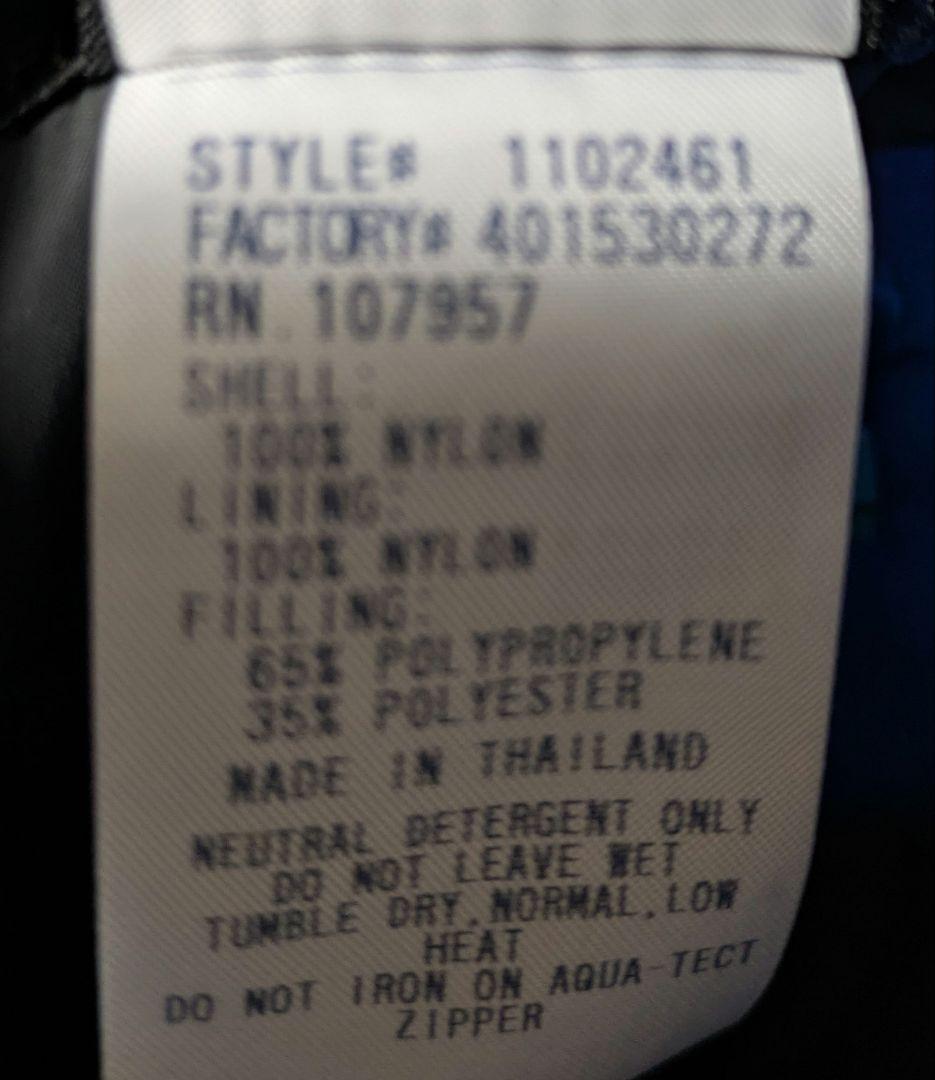 STYLE# 1102461
FACTORY# 401530272
RN 107957
SHELL:
100% NYLON
LINING:
100% NYLON
FILLING:
65% POLYPROPYLENE
35% POLYESTER
MADE IN THAILAND
NEUTRAL DETERGENT ONLY
DO NOT LEAVE WET
TUMBLE DRY,NORMAL,LOW
HEAT
DO NOT IRON ON AQUA-TECT
ZIPPER